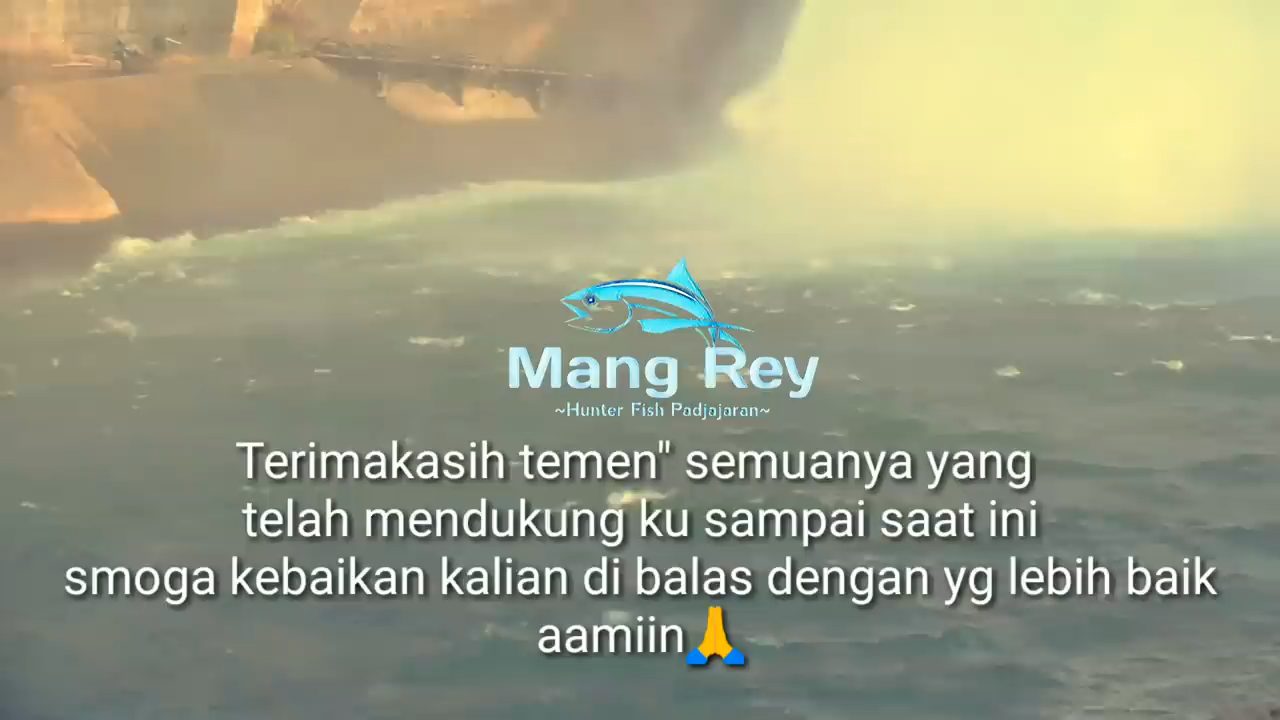 Mang Rey
~Hunter Fish Padjajaran~
Terimakasih temen" semuanya yang
telah mendukung ku sampai saat ini
smoga kebaikan kalian di balas dengan yg lebih baik
aamiin🙏